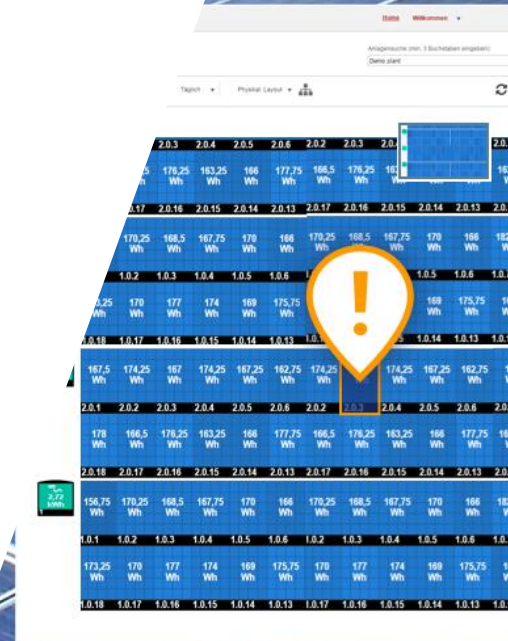 Home Willkommen
Anlagensuche (min. 3 Buchstaben eingeben):
Demo plant
Täglich Physikal. Layout
2.0.3 2.0.4 2.0.5 2.0.6 2.0.2 2.0.3
176,25 163,25 166 177,75 166,5 176,25
Wh Wh Wh Wh Wh Wh
2.0.16 2.0.15 2.0.14 2.0.13 2.0.17 2.0.16 2.0.15 2.0.14 2.0.13
170,25 168,5 167,75 170 166 170,25 168,5 167,75 170 166
Wh Wh Wh Wh Wh Wh Wh Wh Wh
1.0.2 1.0.3 1.0.4 1.0.5 1.0.6 1.0.5 1.0.6
170 177 174 169 175,75 169 175,75
Wh Wh Wh Wh Wh Wh Wh
1.0.18 1.0.17 1.0.16 1.0.15 1.0.14 1.0.13 1.0.14 1.0.13
!
167,5 174,25 167 174,25 167,25 162,75 174,25 174,25 167,25 162,75
Wh Wh Wh Wh Wh Wh Wh Wh Wh Wh
2.0.1 2.0.2 2.0.3 2.0.4 2.0.5 2.0.6 2.0.2 2.0.3 2.0.4 2.0.5 2.0.6
178 166,5 176,25 163,25 166 177,75 166,5 176,25 163,25 166 177,75
Wh Wh Wh Wh Wh Wh Wh Wh Wh Wh Wh
2.0.18 2.0.17 2.0.16 2.0.15 2.0.14 2.0.13 2.0.17 2.0.16 2.0.15 2.0.14 2.0.13
2,72
kWh
156,75 170,25 168,5 167,75 170 166 170,25 168,5 167,75 170 166
Wh Wh Wh Wh Wh Wh Wh Wh Wh Wh Wh
1.0.1 1.0.2 1.0.3 1.0.4 1.0.5 1.0.6 1.0.2 1.0.3 1.0.4 1.0.5 1.0.6
173,25 170 177 174 169 175,75 170 177 174 169 175,75
Wh Wh Wh Wh Wh Wh Wh Wh Wh Wh Wh
1.0.18 1.0.17 1.0.16 1.0.15 1.0.14 1.0.13 1.0.17 1.0.16 1.0.15 1.0.14 1.0.13